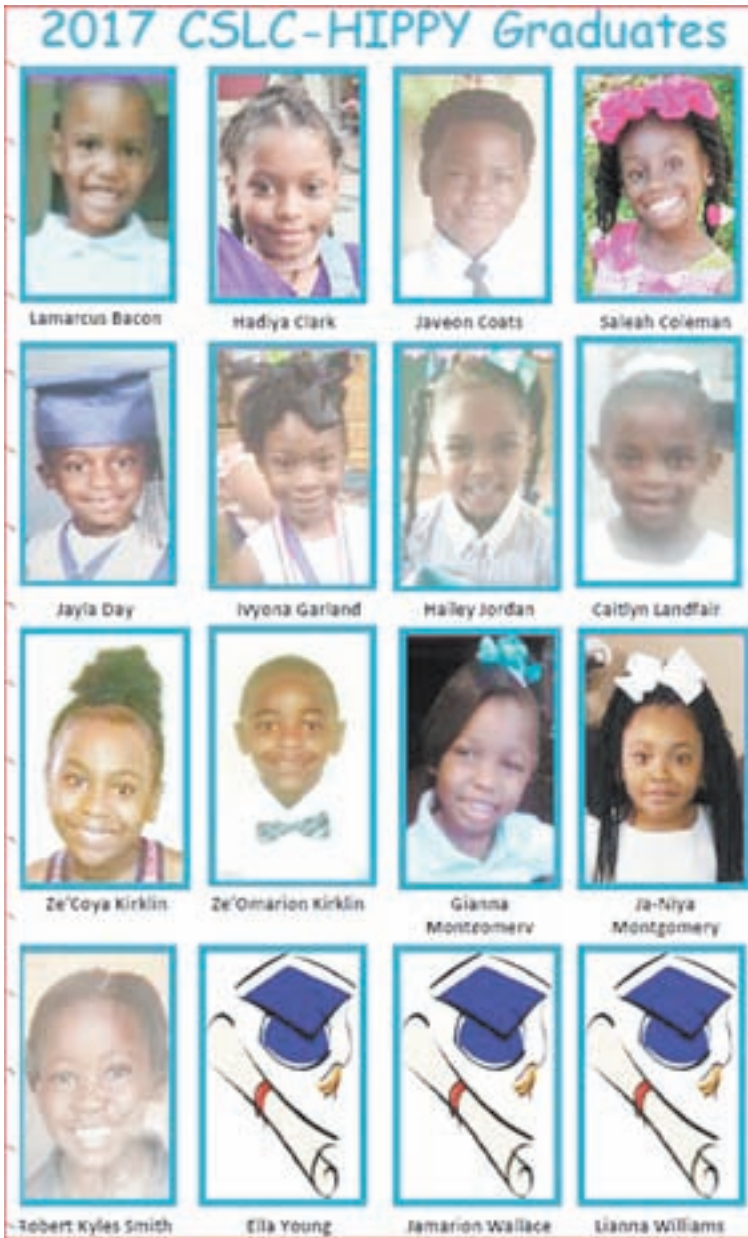 2017 CSLC-HIPPY Graduates
Lamarcus Bacon
Hadiya Clark
Javeon Coats
Saleah Coleman
Jayla Day
Ivyona Garland
Hailey Jordan
Caitlyn Landfair
Ze'Coya Kirklin
Ze'Omarion Kirklin
Gianna
Montgomery
Ja-Niya
Montgomery
Robert Kyles Smith
Ella Young
Jamarion Wallace
Lianna Williams